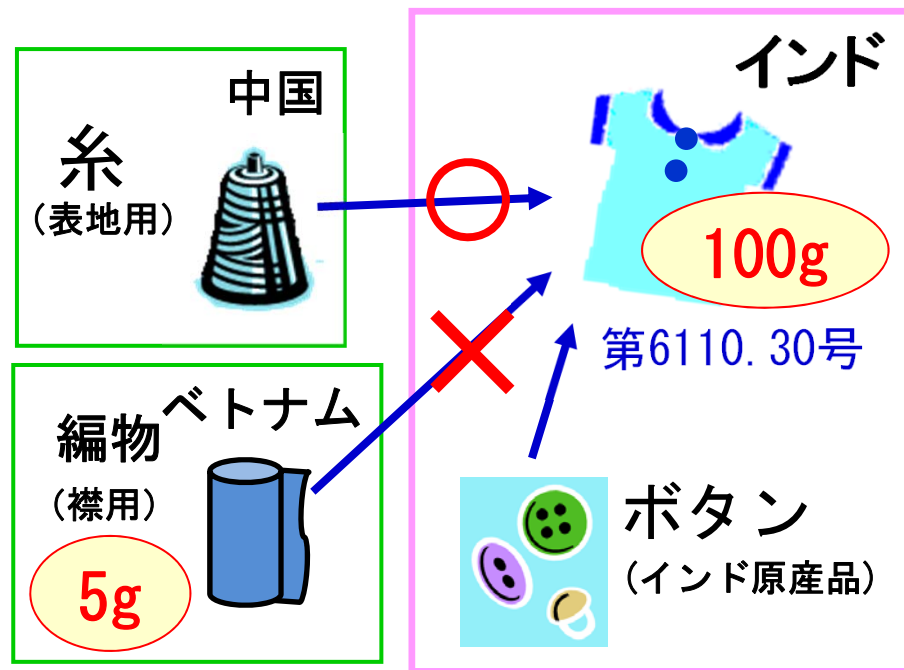 中国
糸
(表地用)
ベトナム
編物
(襟用)
5g
インド
100g
第6110.30号
ボタン
(インド原産品)